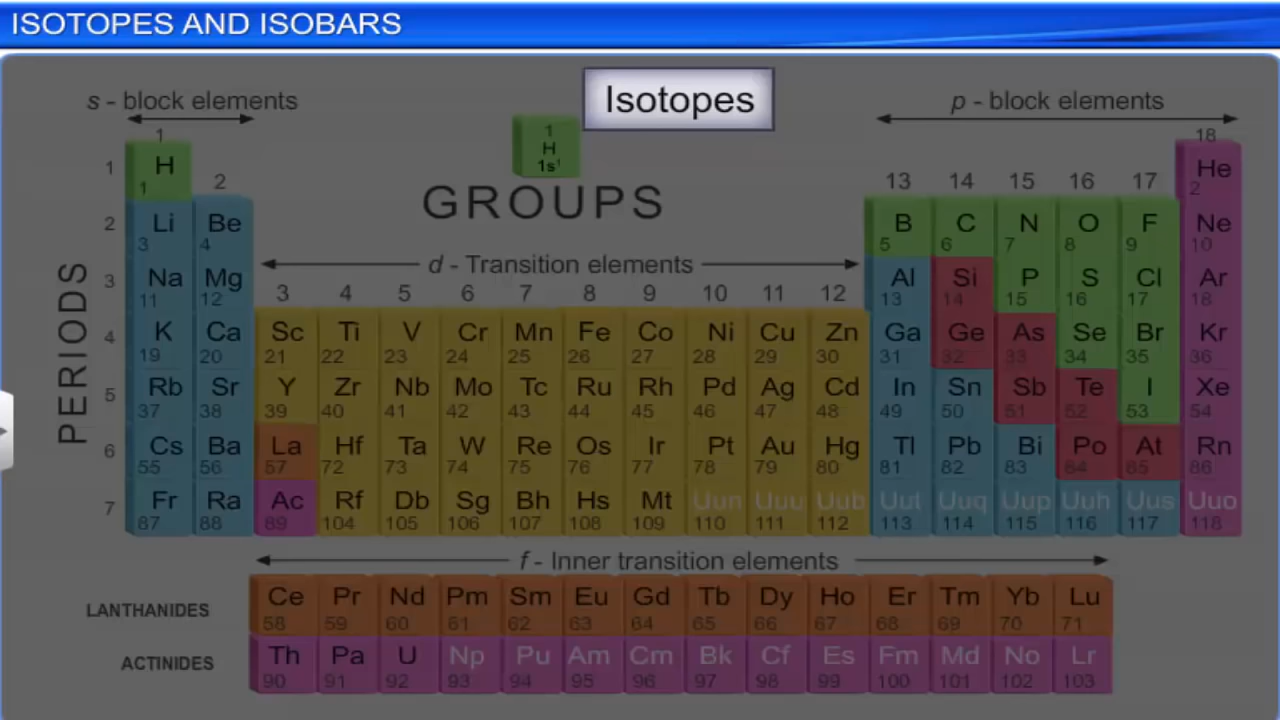 ISOTOPES AND ISOBARS
Isotopes
s - block elements
p - block elements
1
H
1s¹
GROUPS
1
18
1 H He
1 2
2 13 14 15 16 17
2 Li Be B C N O F Ne
3 4 5 6 7 8 9 10
d - Transition elements
3 Na Mg Al Si P S Cl Ar
11 12 13 14 15 16 17 18
3 4 5 6 7 8 9 10 11 12
4 K Ca Sc Ti V Cr Mn Fe Co Ni Cu Zn Ga Ge As Se Br Kr
19 20 21 22 23 24 25 26 27 28 29 30 31 32 33 34 35 36
PERIODS
5 Rb Sr Y Zr Nb Mo Tc Ru Rh Pd Ag Cd In Sn Sb Te I Xe
37 38 39 40 41 42 43 44 45 46 47 48 49 50 51 52 53 54
6 Cs Ba La Hf Ta W Re Os Ir Pt Au Hg Tl Pb Bi Po At Rn
55 56 57 72 73 74 75 76 77 78 79 80 81 82 83 84 85 86
7 Fr Ra Ac Rf Db Sg Bh Hs Mt Uun Uuu Uub Uut Uuq Uup Uuh Uus Uuo
87 88 89 104 105 106 107 108 109 110 111 112 113 114 115 116 117 118
f - Inner transition elements
LANTHANIDES Ce Pr Nd Pm Sm Eu Gd Tb Dy Ho Er Tm Yb Lu
58 59 60 61 62 63 64 65 66 67 68 69 70 71
ACTINIDES Th Pa U Np Pu Am Cm Bk Cf Es Fm Md No Lr
90 91 92 93 94 95 96 97 98 99 100 101 102 103